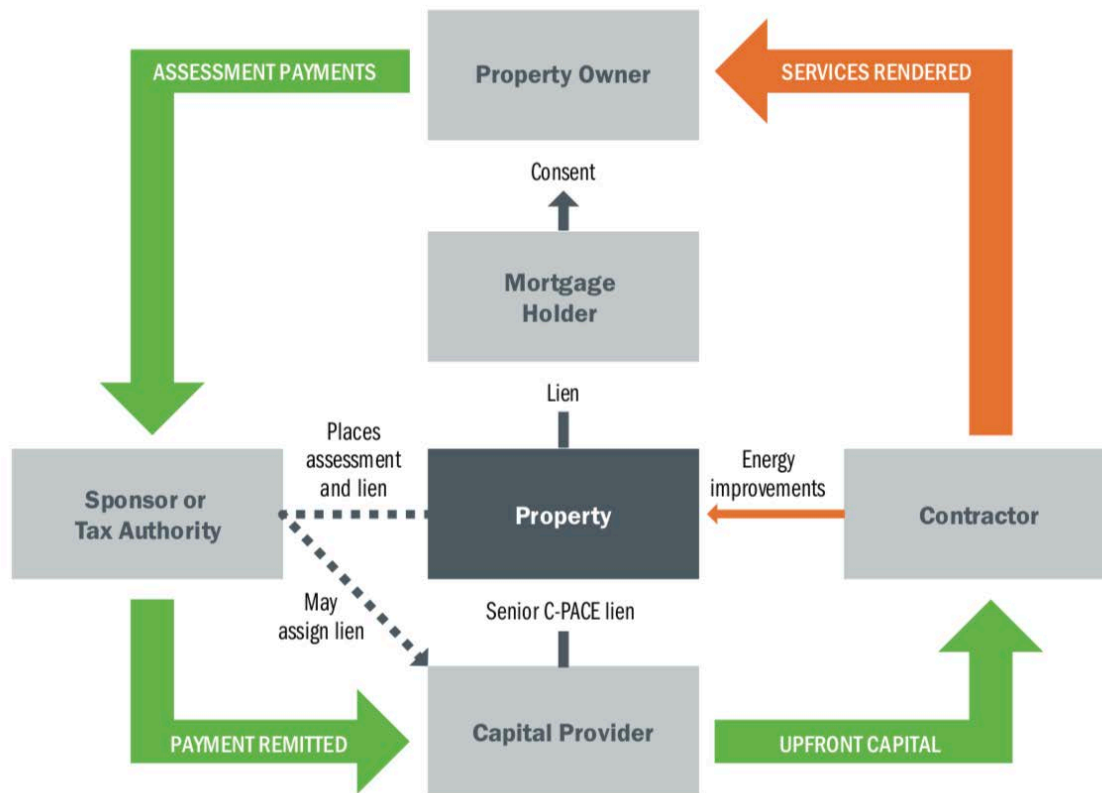 ASSESSMENT PAYMENTS
Property Owner
SERVICES RENDERED
Consent
Mortgage
Holder
Lien
Places
assessment
and lien
Energy
improvements
Sponsor or
Tax Authority
Property
Contractor
May
assign lien
Senior C-PACE lien
PAYMENT REMITTED
Capital Provider
UPFRONT CAPITAL